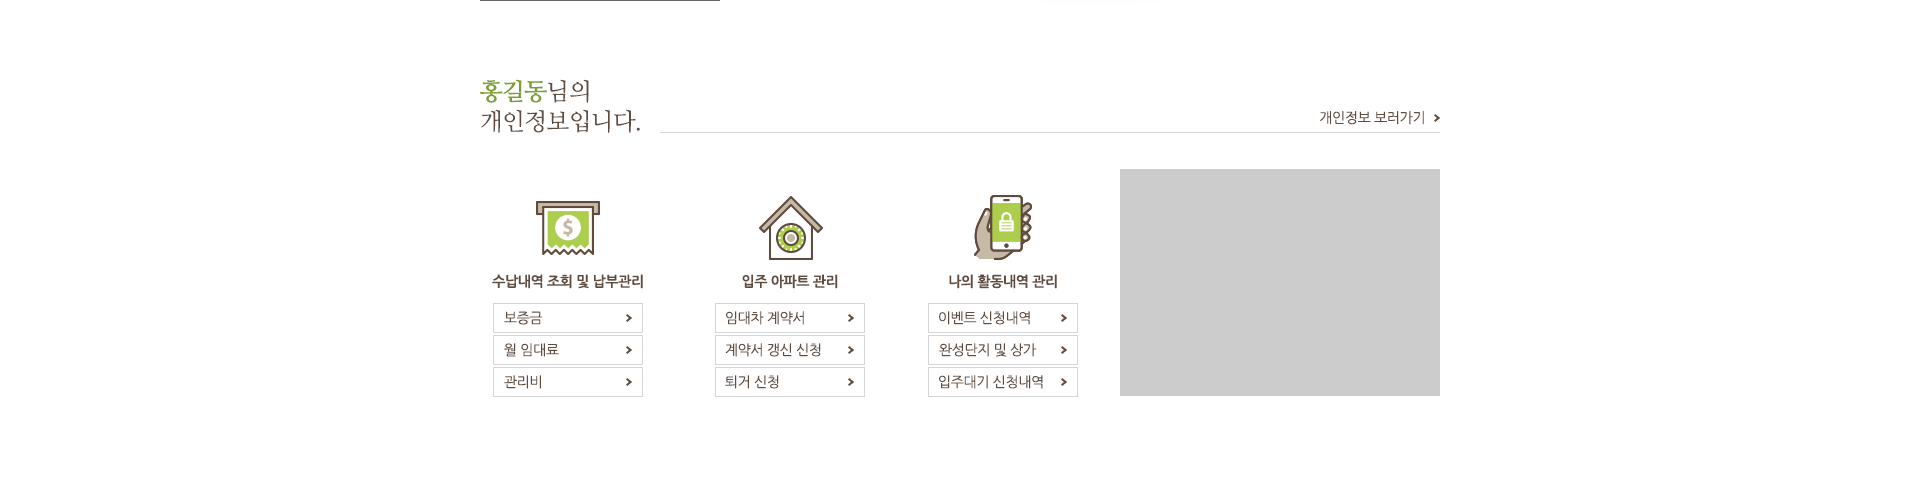 홍길동님의
개인정보입니다.
개인정보 보러가기
수납내역 조회 및 납부관리
보증금
월 임대료
관리비
입주 아파트 관리
임대차 계약서
계약서 갱신 신청
퇴거 신청
나의 활동내역 관리
이벤트 신청내역
완성단지 및 상가
입주대기 신청내역